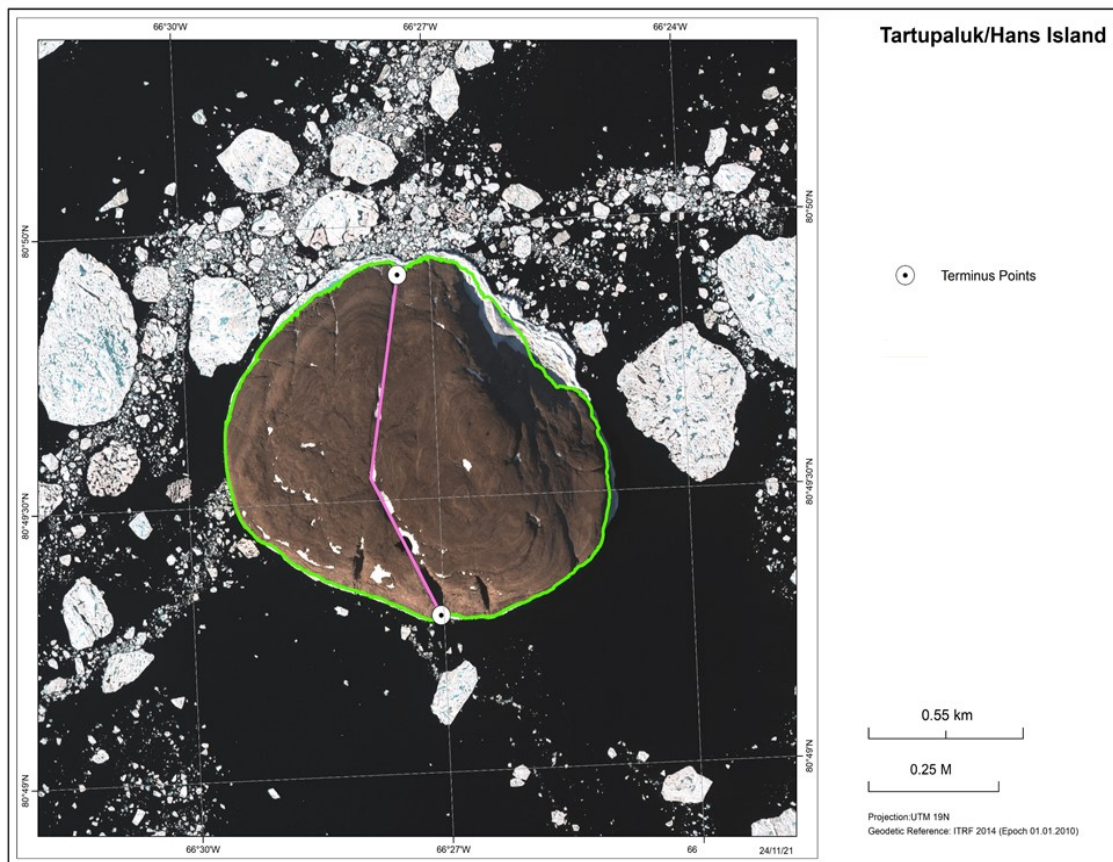 66°30'W 66°27'W 66°24'W
Tartupaluk/Hans Island
80°50'N
80°50'N
Terminus Points
80°49'30"N
80°49'30"N
0.55 km
80°49'N
0.25 M
80°49'N
Projection:UTM 19N
Geodetic Reference: ITRF 2014 (Epoch 01.01.2010)
66°30'W 66°27'W 66 24/11/21